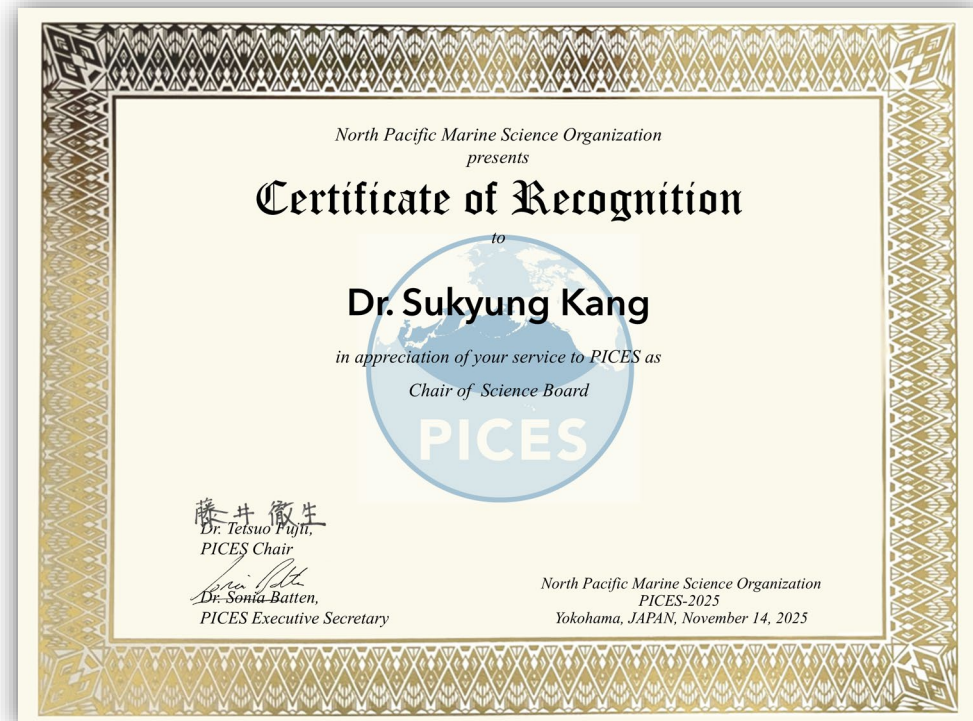 North Pacific Marine Science Organization
presents
Certificate of Recognition
to
Dr. Sukyung Kang
in appreciation of your service to PICES as
Chair of Science Board
PICES
藤井 徹生
Dr. Tetsuo Fujii,
PICES Chair
Sonia Batten
Dr. Sonia Batten,
PICES Executive Secretary
North Pacific Marine Science Organization
PICES-2025
Yokohama, JAPAN, November 14, 2025